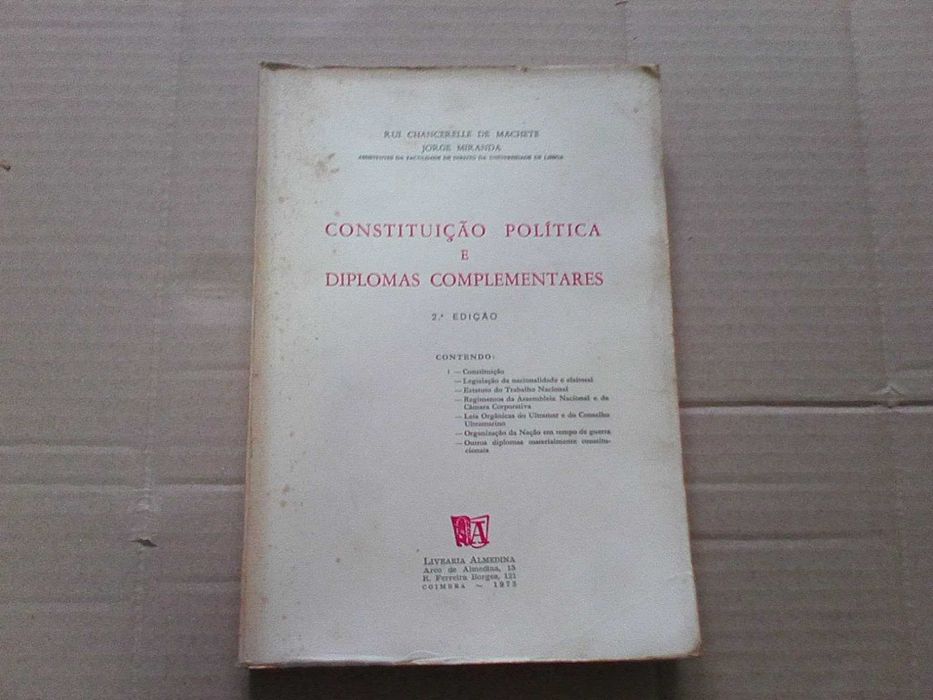 RUI CHANCERELLE DE MACHETE
JORGE MIRANDA
ASSISTENTES DA FACULDADE DE DIREITO DA UNIVERSIDADE DE LISBOA
CONSTITUIÇÃO POLÍTICA
E
DIPLOMAS COMPLEMENTARES
2.ª EDIÇÃO
CONTENDO:
1 — Constituição
— Legislação da nacionalidade e eleitoral
— Estatuto do Trabalho Nacional
— Regimentos da Assembleia Nacional e da
Câmara Corporativa
— Leis Orgânicas do Ultramar e do Conselho
Ultramarino
— Organização da Nação em tempo de guerra
— Outros diplomas materialmente constitu-
cionais
A
LIVRARIA ALMEDINA
Arco de Almedina, 15
R. Ferreira Borges, 121
COIMBRA — 1973